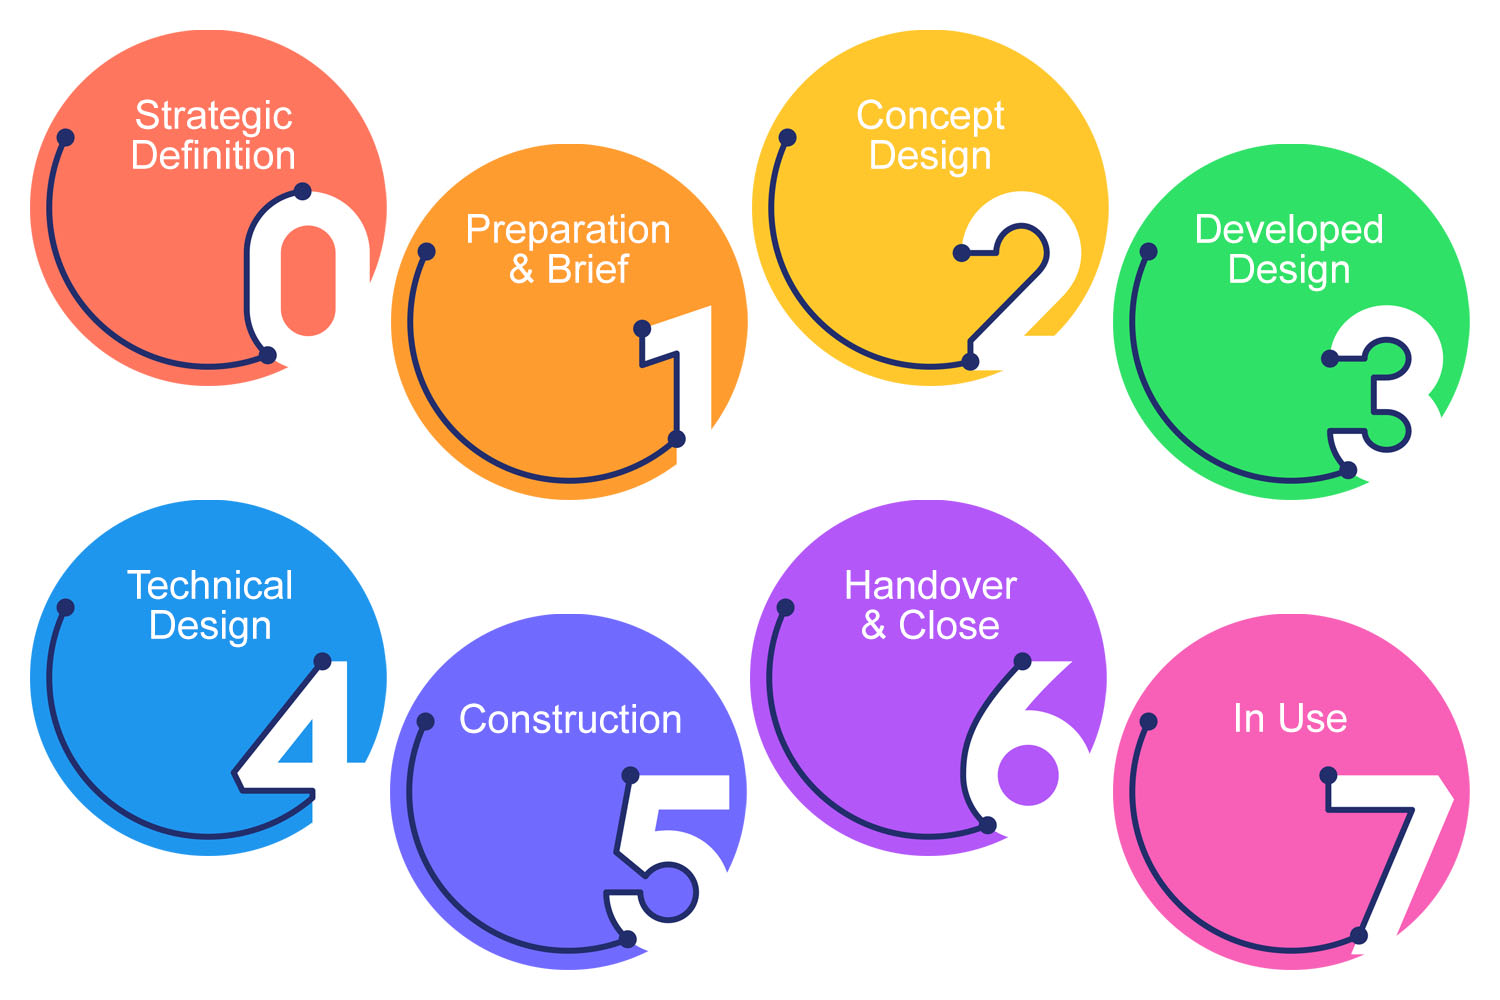 Strategic
Definition
0
Preparation
& Brief
1
Concept
Design
2
Developed
Design
3
Technical
Design
4
Construction
5
Handover
& Close
6
In Use
7